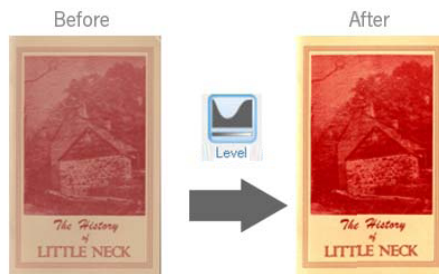 Before
After
Level
The History
of
LITTLE NECK
The History
of
LITTLE NECK